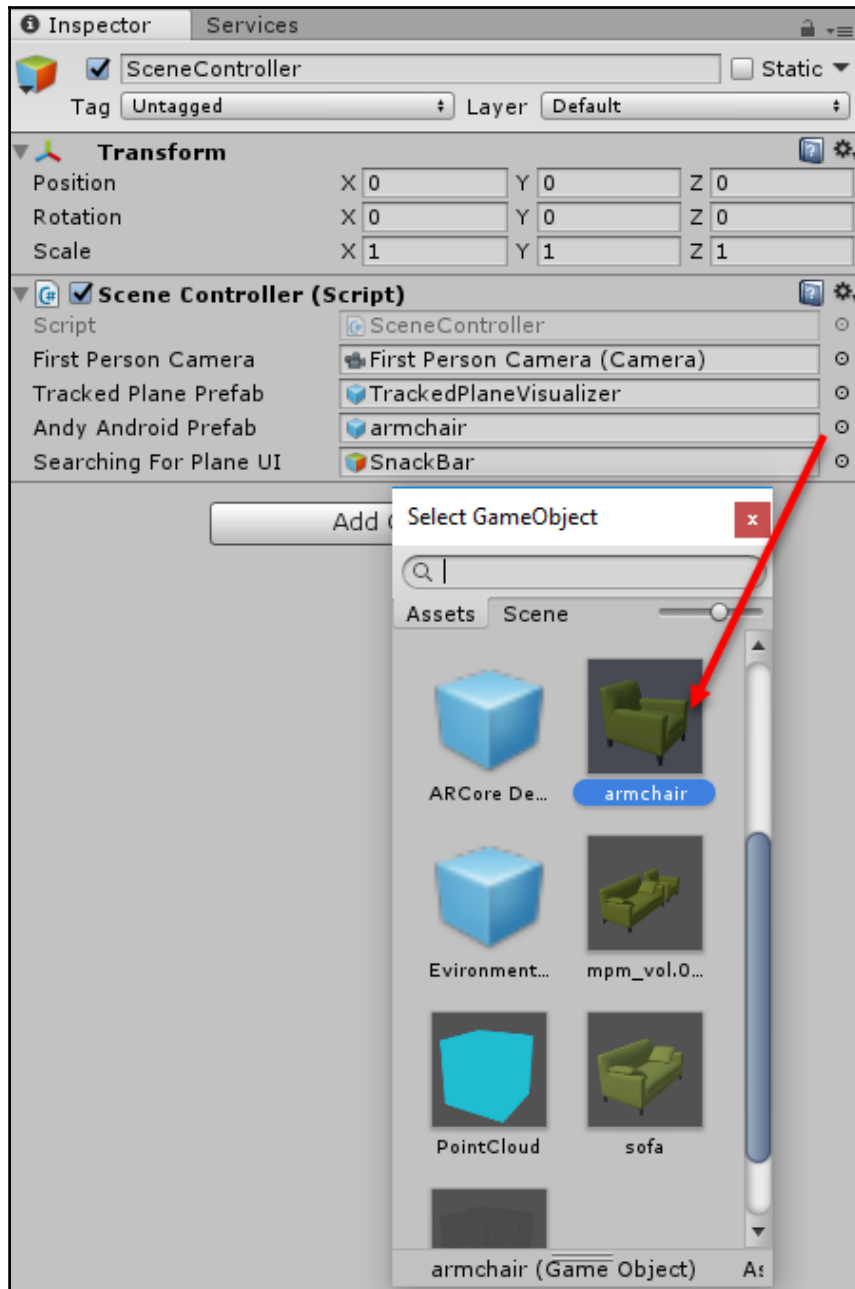 Inspector Services
SceneController Static
Tag Untagged Layer Default
Transform
Position X 0 Y 0 Z 0
Rotation X 0 Y 0 Z 0
Scale X 1 Y 1 Z 1
Scene Controller (Script)
Script SceneController
First Person Camera First Person Camera (Camera)
Tracked Plane Prefab TrackedPlaneVisualizer
Andy Android Prefab armchair
Searching For Plane UI SnackBar
Add
Select GameObject x
Assets Scene
ARCore De... armchair
Evironment... mpm_vol.0...
PointCloud sofa
armchair (Game Object)